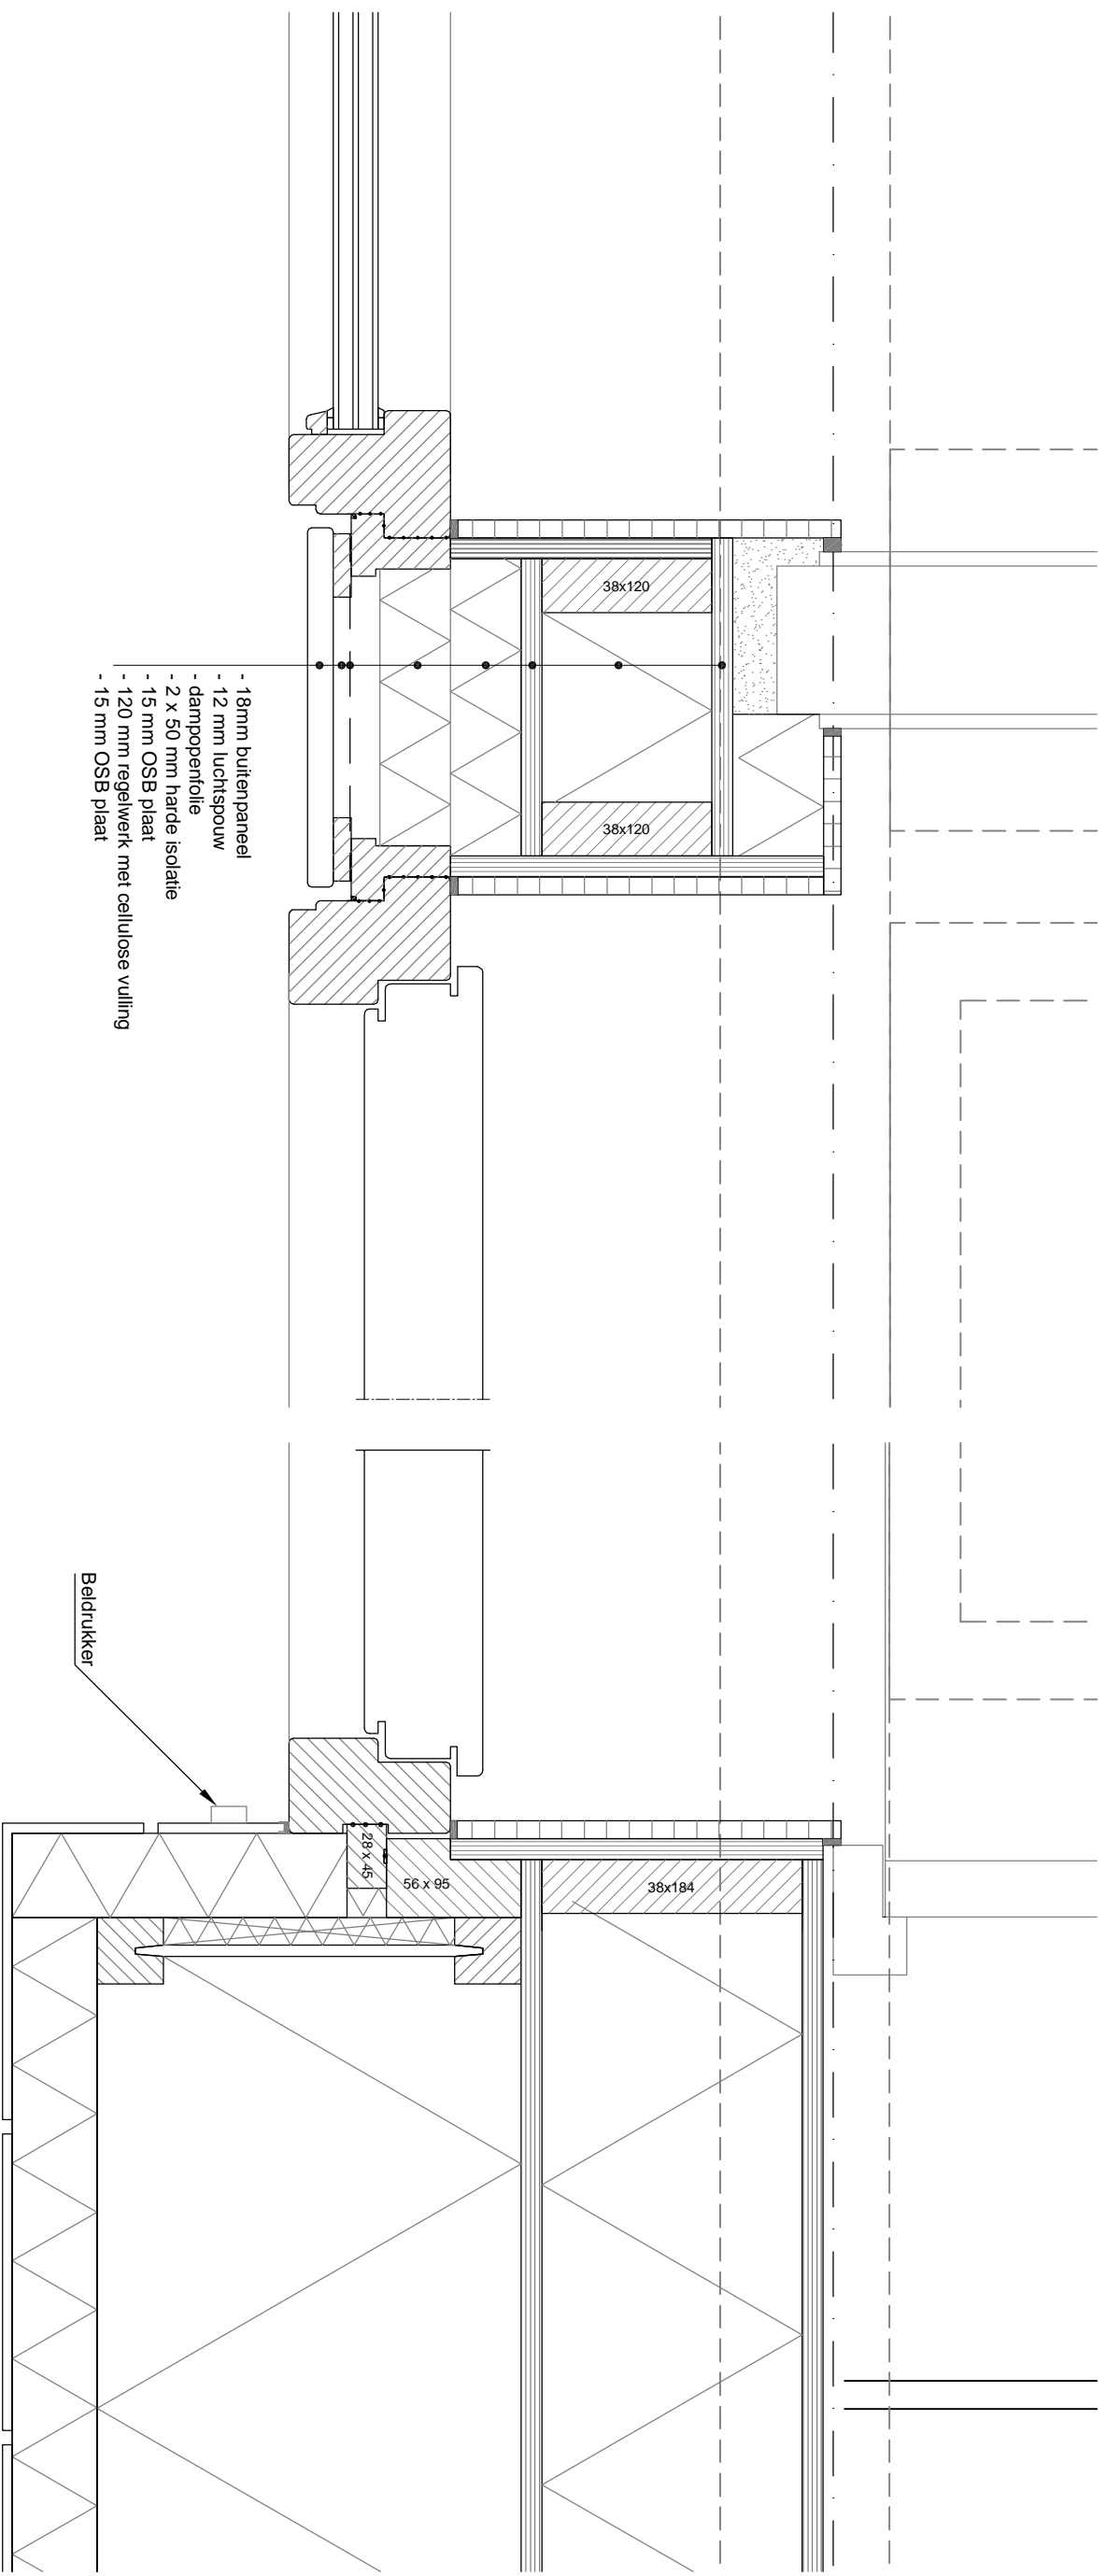 38x120
38x120
- 18mm buitenpaneel
- 12 mm luchtspouw
- dampopenfolie
- 2 x 50 mm harde isolatie
- 15 mm OSB plaat
- 120 mm regelwerk met cellulose vulling
- 15 mm OSB plaat
Beldrukker
28 x 45
56 x 95
38x184